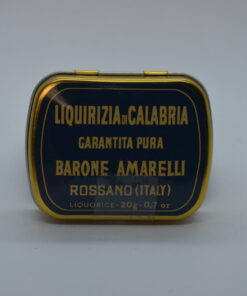 LIQUIRIZIA DI CALABRIA
GARANTITA PURA
BARONE AMARELLI
ROSSANO (ITALY)
LIQUORICE - 20g - 0,7 oz